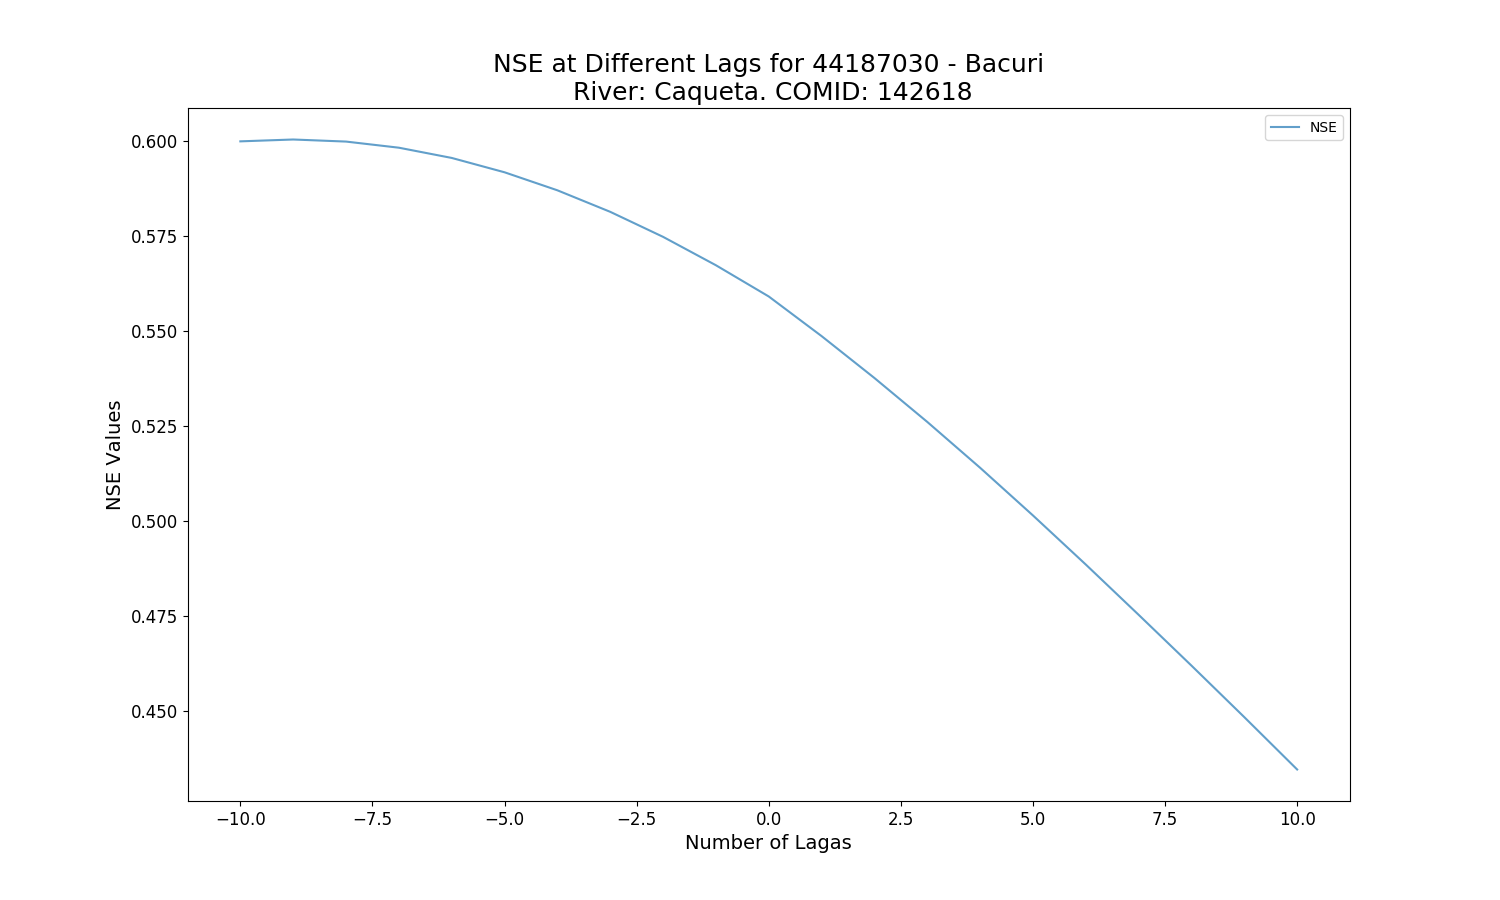 NSE at Different Lags for 44187030 - Bacuri
River: Caqueta. COMID: 142618
NSE
0.600
0.575
0.550
0.525
0.500
0.475
0.450
NSE Values
−10.0 −7.5 −5.0 −2.5 0.0 2.5 5.0 7.5 10.0
Number of Lagas